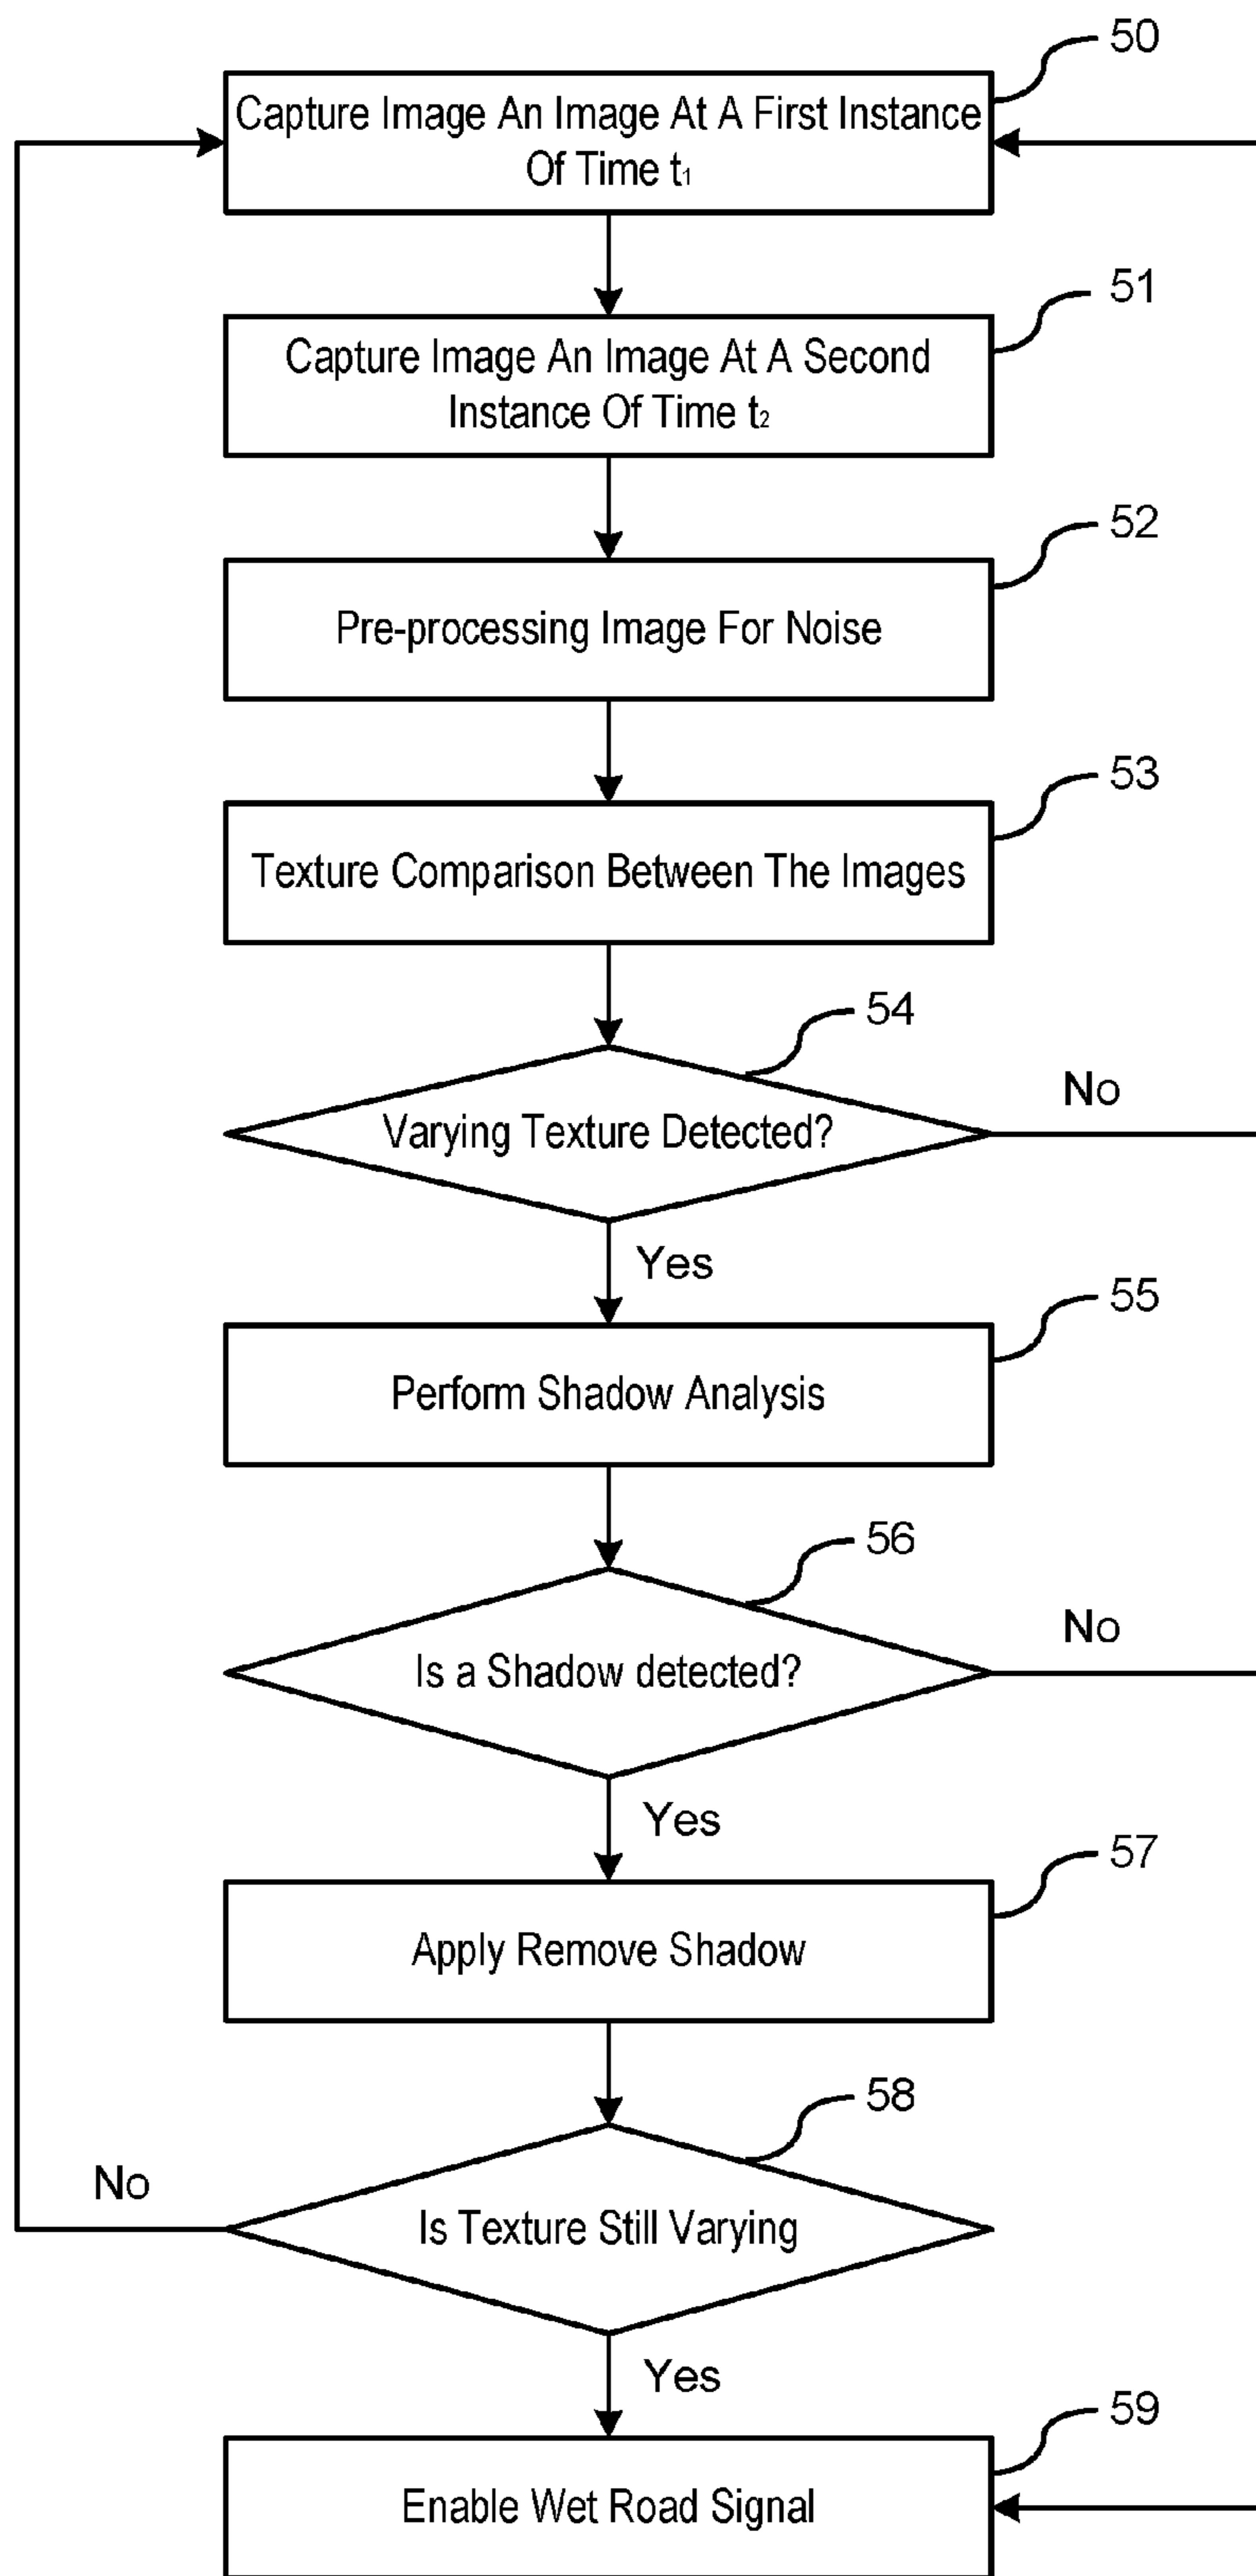 50
Capture Image An Image At A First Instance
Of Time t₁
51
Capture Image An Image At A Second
Instance Of Time t₂
52
Pre-processing Image For Noise
53
Texture Comparison Between The Images
54
Varying Texture Detected?
No
Yes
55
Perform Shadow Analysis
56
Is a Shadow detected?
No
Yes
57
Apply Remove Shadow
58
Is Texture Still Varying
No
Yes
59
Enable Wet Road Signal